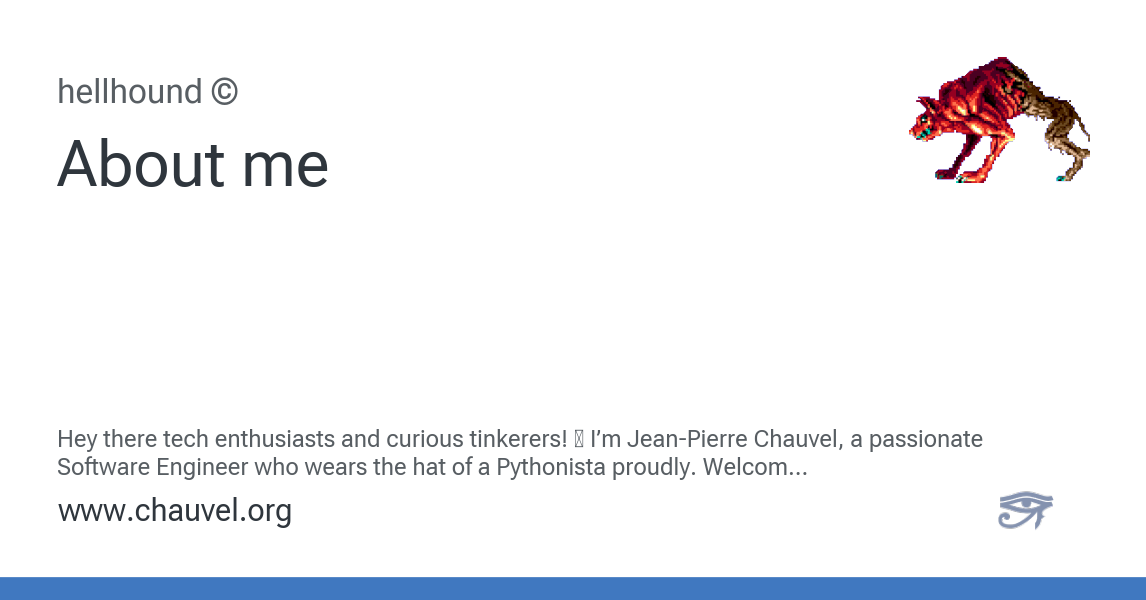 hellhound ©
About me
Hey there tech enthusiasts and curious tinkerers! I’m Jean-Pierre Chauvel, a passionate
Software Engineer who wears the hat of a Pythonista proudly. Welcom...
www.chauvel.org